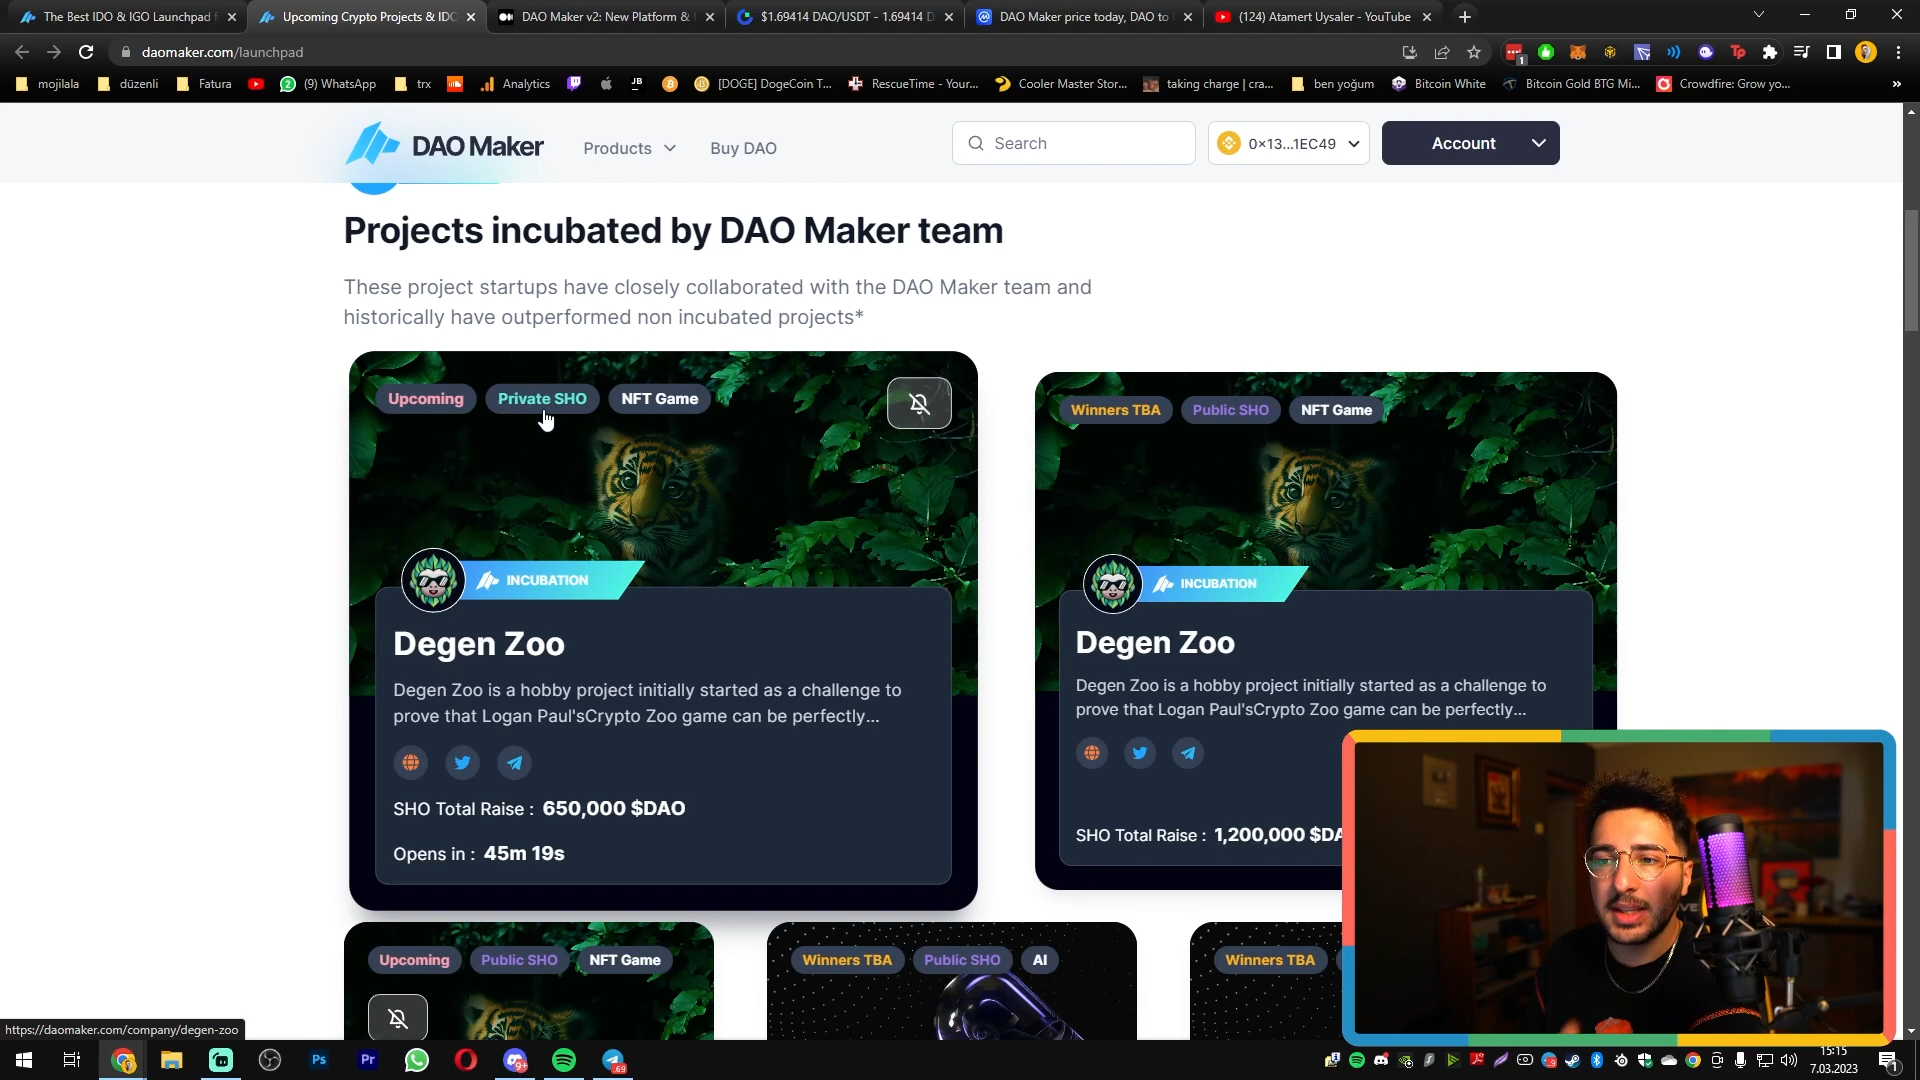 The Best IDO & IGO Launchpad f
Upcoming Crypto Projects & IDO
DAO Maker v2: New Platform &
$1.69414 DAO/USDT - 1.69414 D
DAO Maker price today, DAO to
(124) Atamert Uysaler - YouTube
daomaker.com/launchpad
mojilala
düzenli
Fatura
(9) WhatsApp
trx
Analytics
JB
[DOGE] DogeCoin T...
RescueTime - Your...
Cooler Master Stor...
taking charge | cra...
ben yoğum
Bitcoin White
Bitcoin Gold BTG Mi...
Crowdfire: Grow yo...
DAO Maker
Products
Buy DAO
Search
0×13...1EC49
Account
Projects incubated by DAO Maker team
These project startups have closely collaborated with the DAO Maker team and
historically have outperformed non incubated projects*
Upcoming
Private SHO
NFT Game
INCUBATION
Degen Zoo
Degen Zoo is a hobby project initially started as a challenge to
prove that Logan Paul'sCrypto Zoo game can be perfectly...
SHO Total Raise : 650,000 $DAO
Opens in : 45m 19s
Winners TBA
Public SHO
NFT Game
INCUBATION
Degen Zoo
Degen Zoo is a hobby project initially started as a challenge to
prove that Logan Paul'sCrypto Zoo game can be perfectly...
SHO Total Raise : 1,200,000 $DA
Upcoming
Public SHO
NFT Game
Winners TBA
Public SHO
AI
Winners TBA
https://daomaker.com/company/degen-zoo
Ps
Pr
15:15
7.03.2023